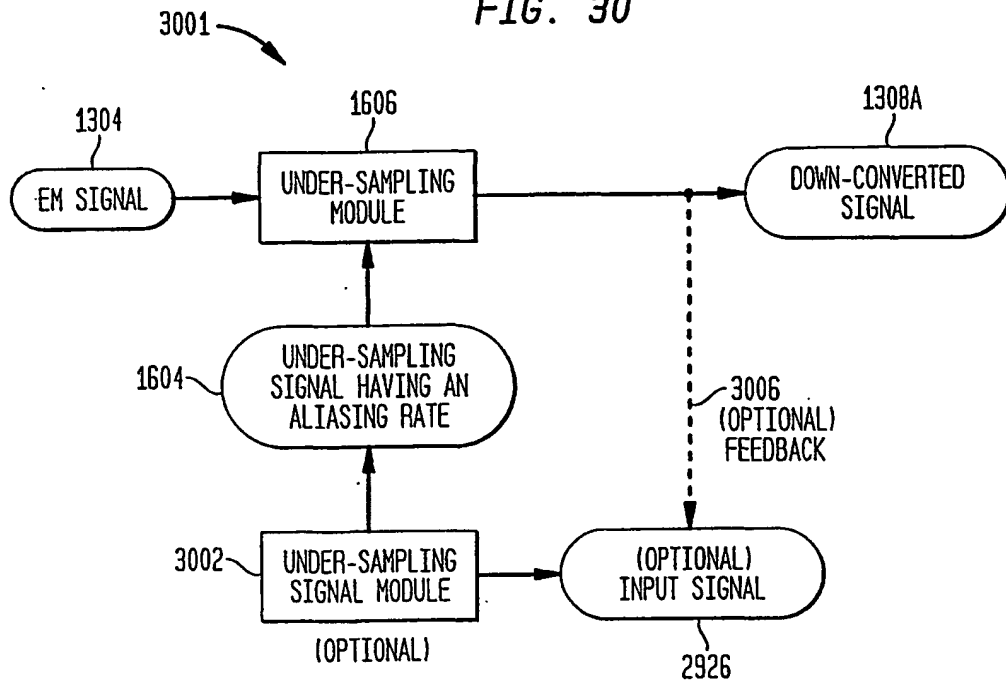 FIG. 30
3001
1304
1606
1308A
EM SIGNAL
UNDER-SAMPLING
MODULE
DOWN-CONVERTED
SIGNAL
1604
UNDER-SAMPLING
SIGNAL HAVING AN
ALIASING RATE
3006
(OPTIONAL)
FEEDBACK
3002
UNDER-SAMPLING
SIGNAL MODULE
(OPTIONAL)
(OPTIONAL)
INPUT SIGNAL
2926